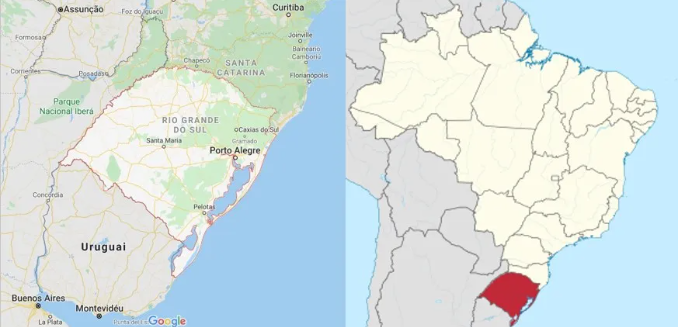 Curitiba
Foz do Iguaçu
Assunção
Formosa
Joinville
Balneário
Camboriú
Chapecó
SANTA
CATARINA
Florianópolis
Corrientes
Posadas
Parque
Nacional Iberá
RIO GRANDE
DO SUL
Caxias do Sul
Gramado
Santa Maria
Porto Alegre
Concordia
Pelotas
Uruguai
Buenos Aires
Montevidéu
La Plata
Punta del Este
Google